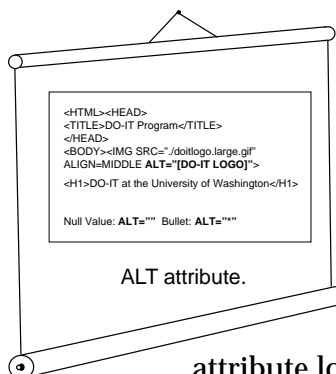 <HTML><HEAD>
<TITLE>DO-IT Program</TITLE>
</HEAD>
<BODY><IMG SRC="./doitlogo.large.gif"
ALIGN=MIDDLE ALT="[DO-IT LOGO]">
<H1>DO-IT at the University of Washington</H1>
Null Value: ALT="" Bullet: ALT="*"
ALT attribute.
attribute